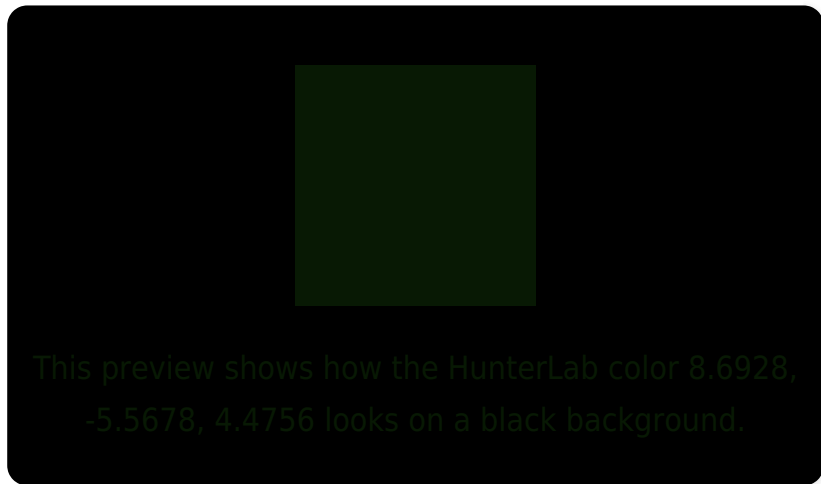 This preview shows how the HunterLab color 8.6928,
-5.5678, 4.4756 looks on a black background.